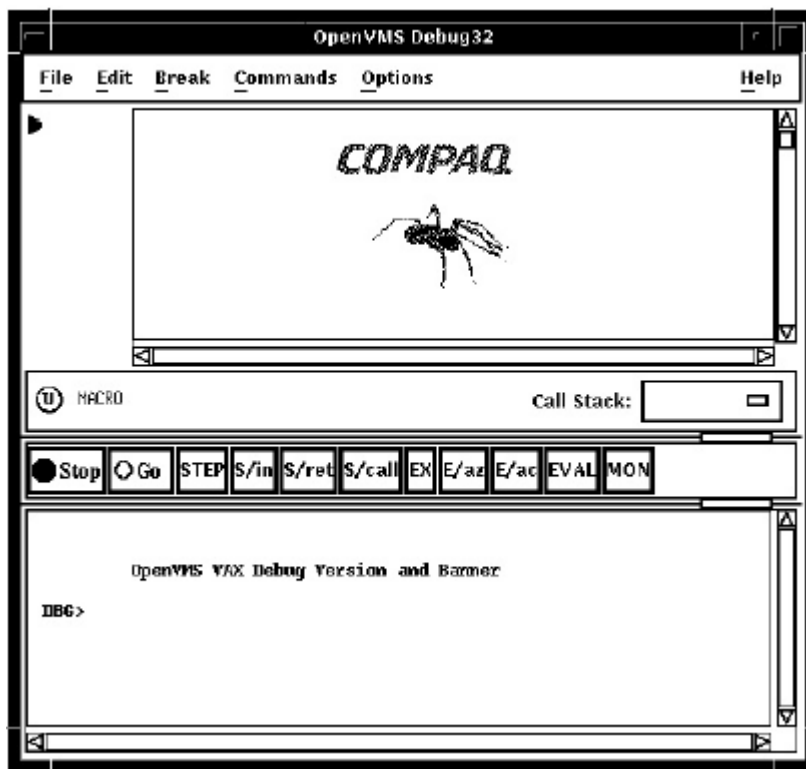 OpenVMS Debug32
File Edit Break Commands Options Help
COMPAQ
U MACRO Call Stack:
Stop Go STEP S/in S/ret S/call EX E/az E/ac EVAL MON
OpenVMS VAX Debug Version and Banner
DBG>